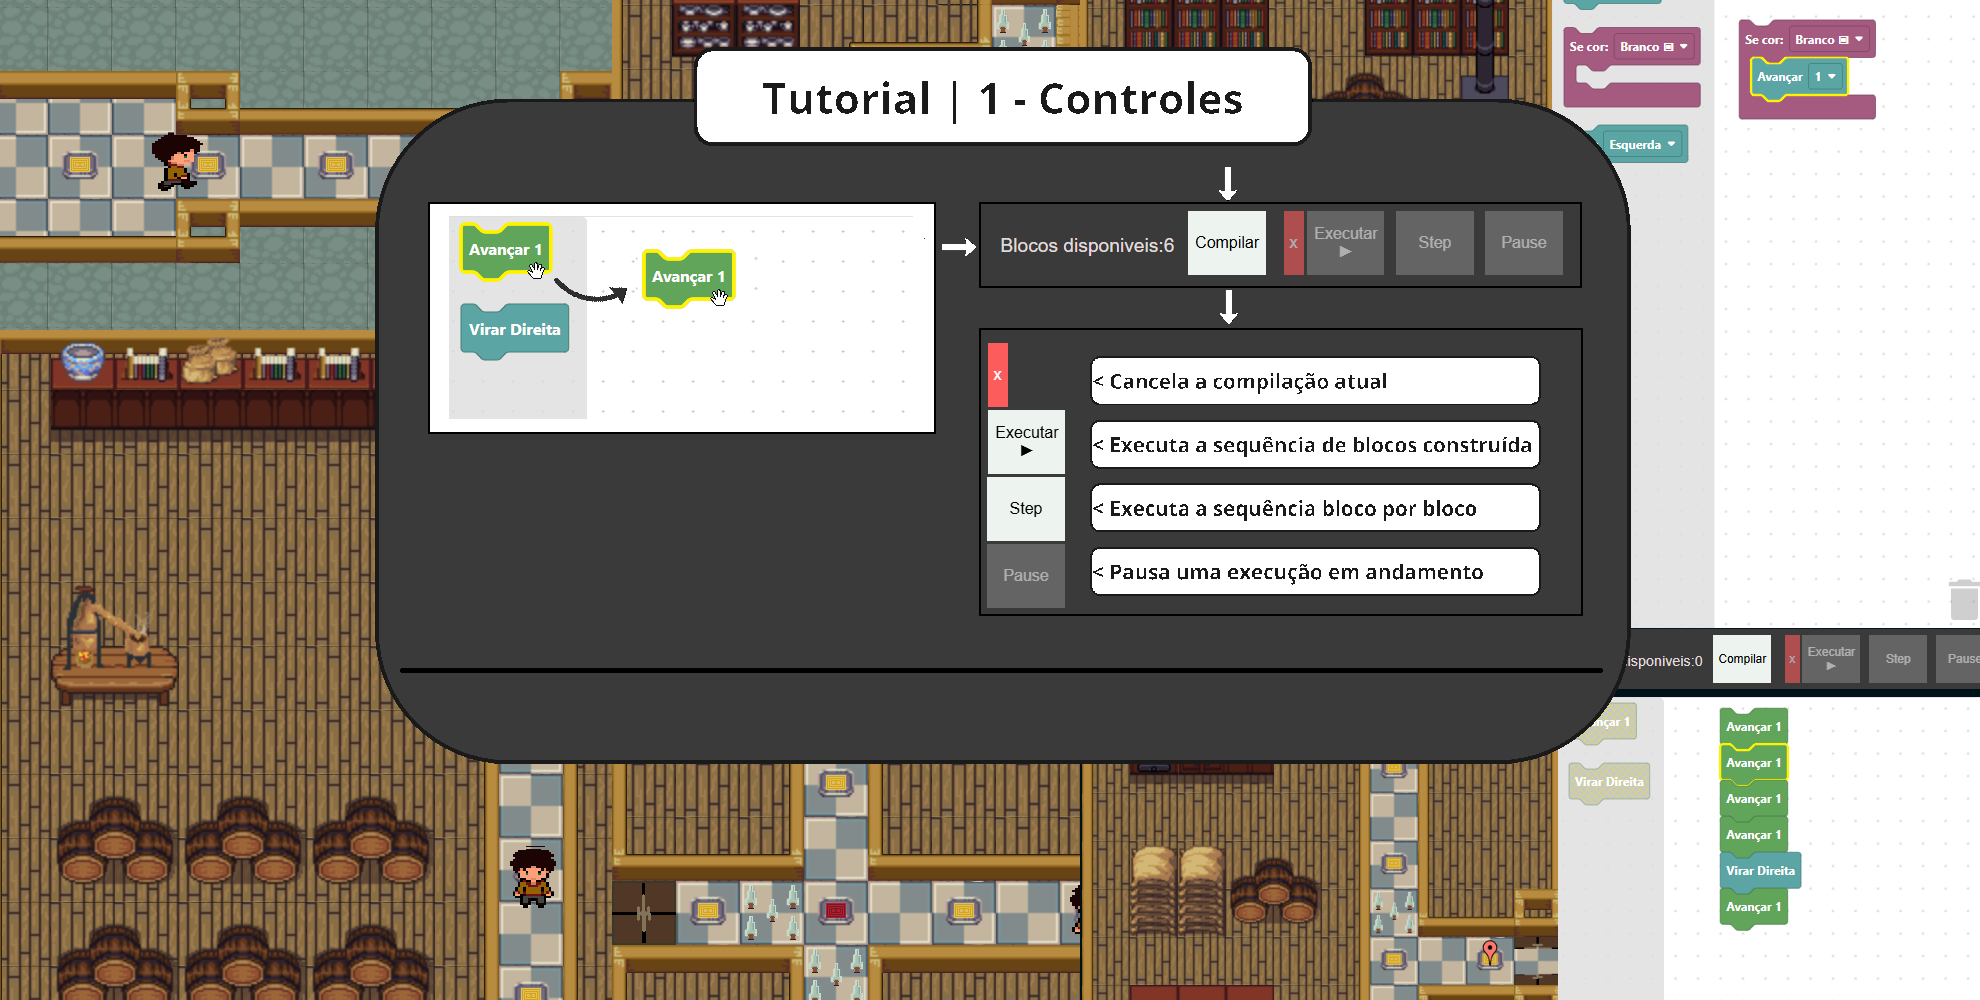 Tutorial | 1 - Controles
Avançar 1
Virar Direita
Avançar 1
Blocos disponiveis:6
Compilar
x
Executar
Step
Pause
x
< Cancela a compilação atual
Executar
< Executa a sequência de blocos construída
Step
< Executa a sequência bloco por bloco
Pause
< Pausa uma execução em andamento
Se cor: Branco
Esquerda
Se cor: Branco
Avançar 1
isponiveis:0
Compilar
x
Executar
Step
Pause
nçar 1
Virar Direita
Avançar 1
Avançar 1
Avançar 1
Avançar 1
Virar Direita
Avançar 1